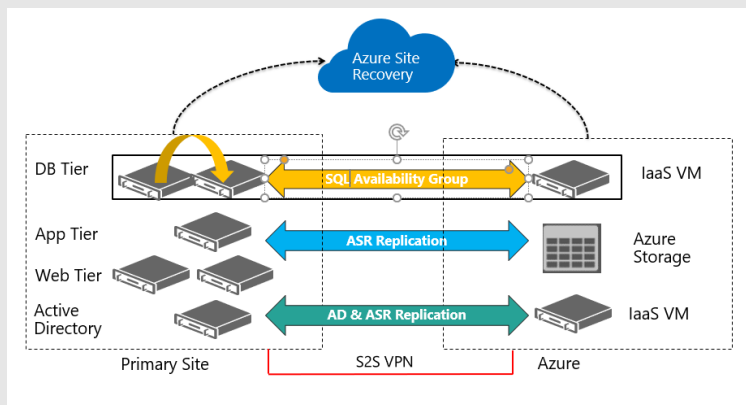 Azure Site
Recovery
DB Tier
SQL Availability Group
IaaS VM
App Tier
ASR Replication
Azure
Storage
Web Tier
Active
Directory
AD & ASR Replication
IaaS VM
Primary Site
S2S VPN
Azure